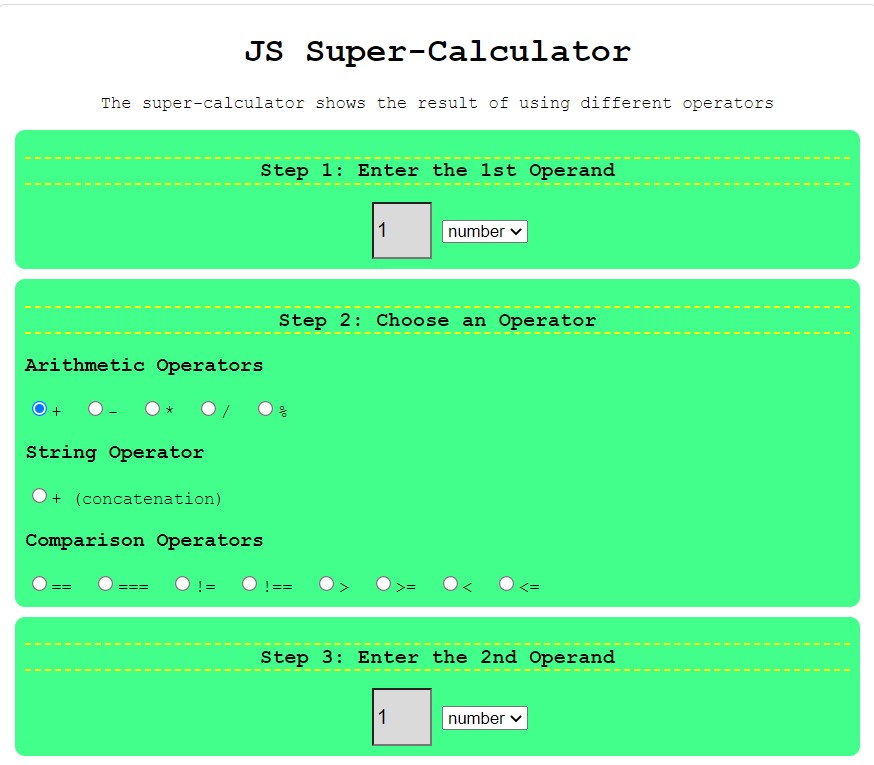 JS Super-Calculator
The super-calculator shows the result of using different operators
Step 1: Enter the 1st Operand
1 number
Step 2: Choose an Operator
Arithmetic Operators
+ - * / %
String Operator
+ (concatenation)
Comparison Operators
== === != !== > >= < <=
Step 3: Enter the 2nd Operand
1 number